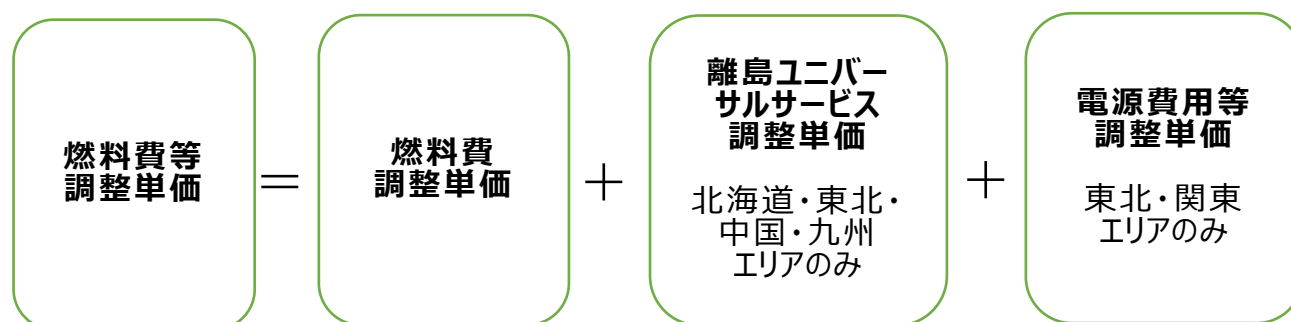 燃料費等
調整単価
＝
燃料費
調整単価
＋
離島ユニバー
サルサービス
調整単価
北海道・東北・
中国・九州
エリアのみ
＋
電源費用等
調整単価
東北・関東
エリアのみ